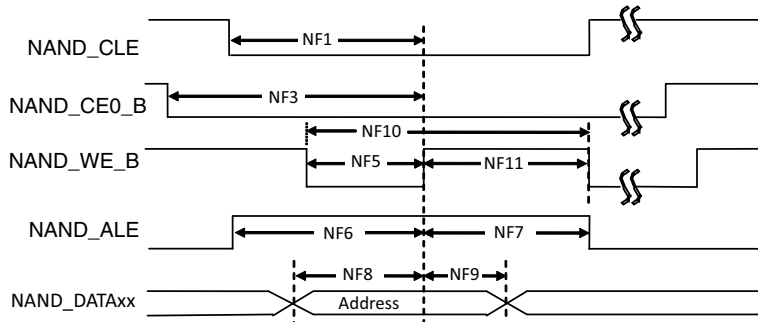 NAND_CLE
NF1
NAND_CE0_B
NF3
NF10
NAND_WE_B
NF5
NF11
NAND_ALE
NF6
NF7
NF8
NF9
NAND_DATAxx
Address